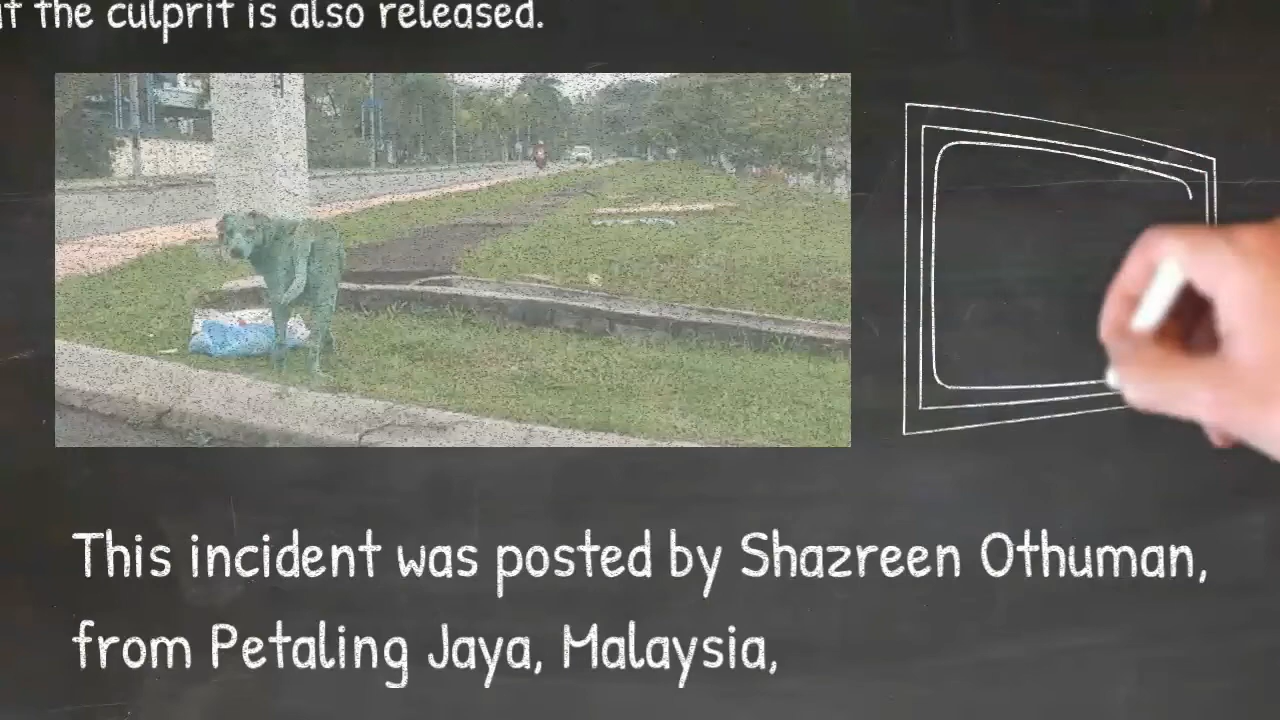 the culprit is also released.
This incident was posted by Shazreen Othuman,
from Petaling Jaya, Malaysia,